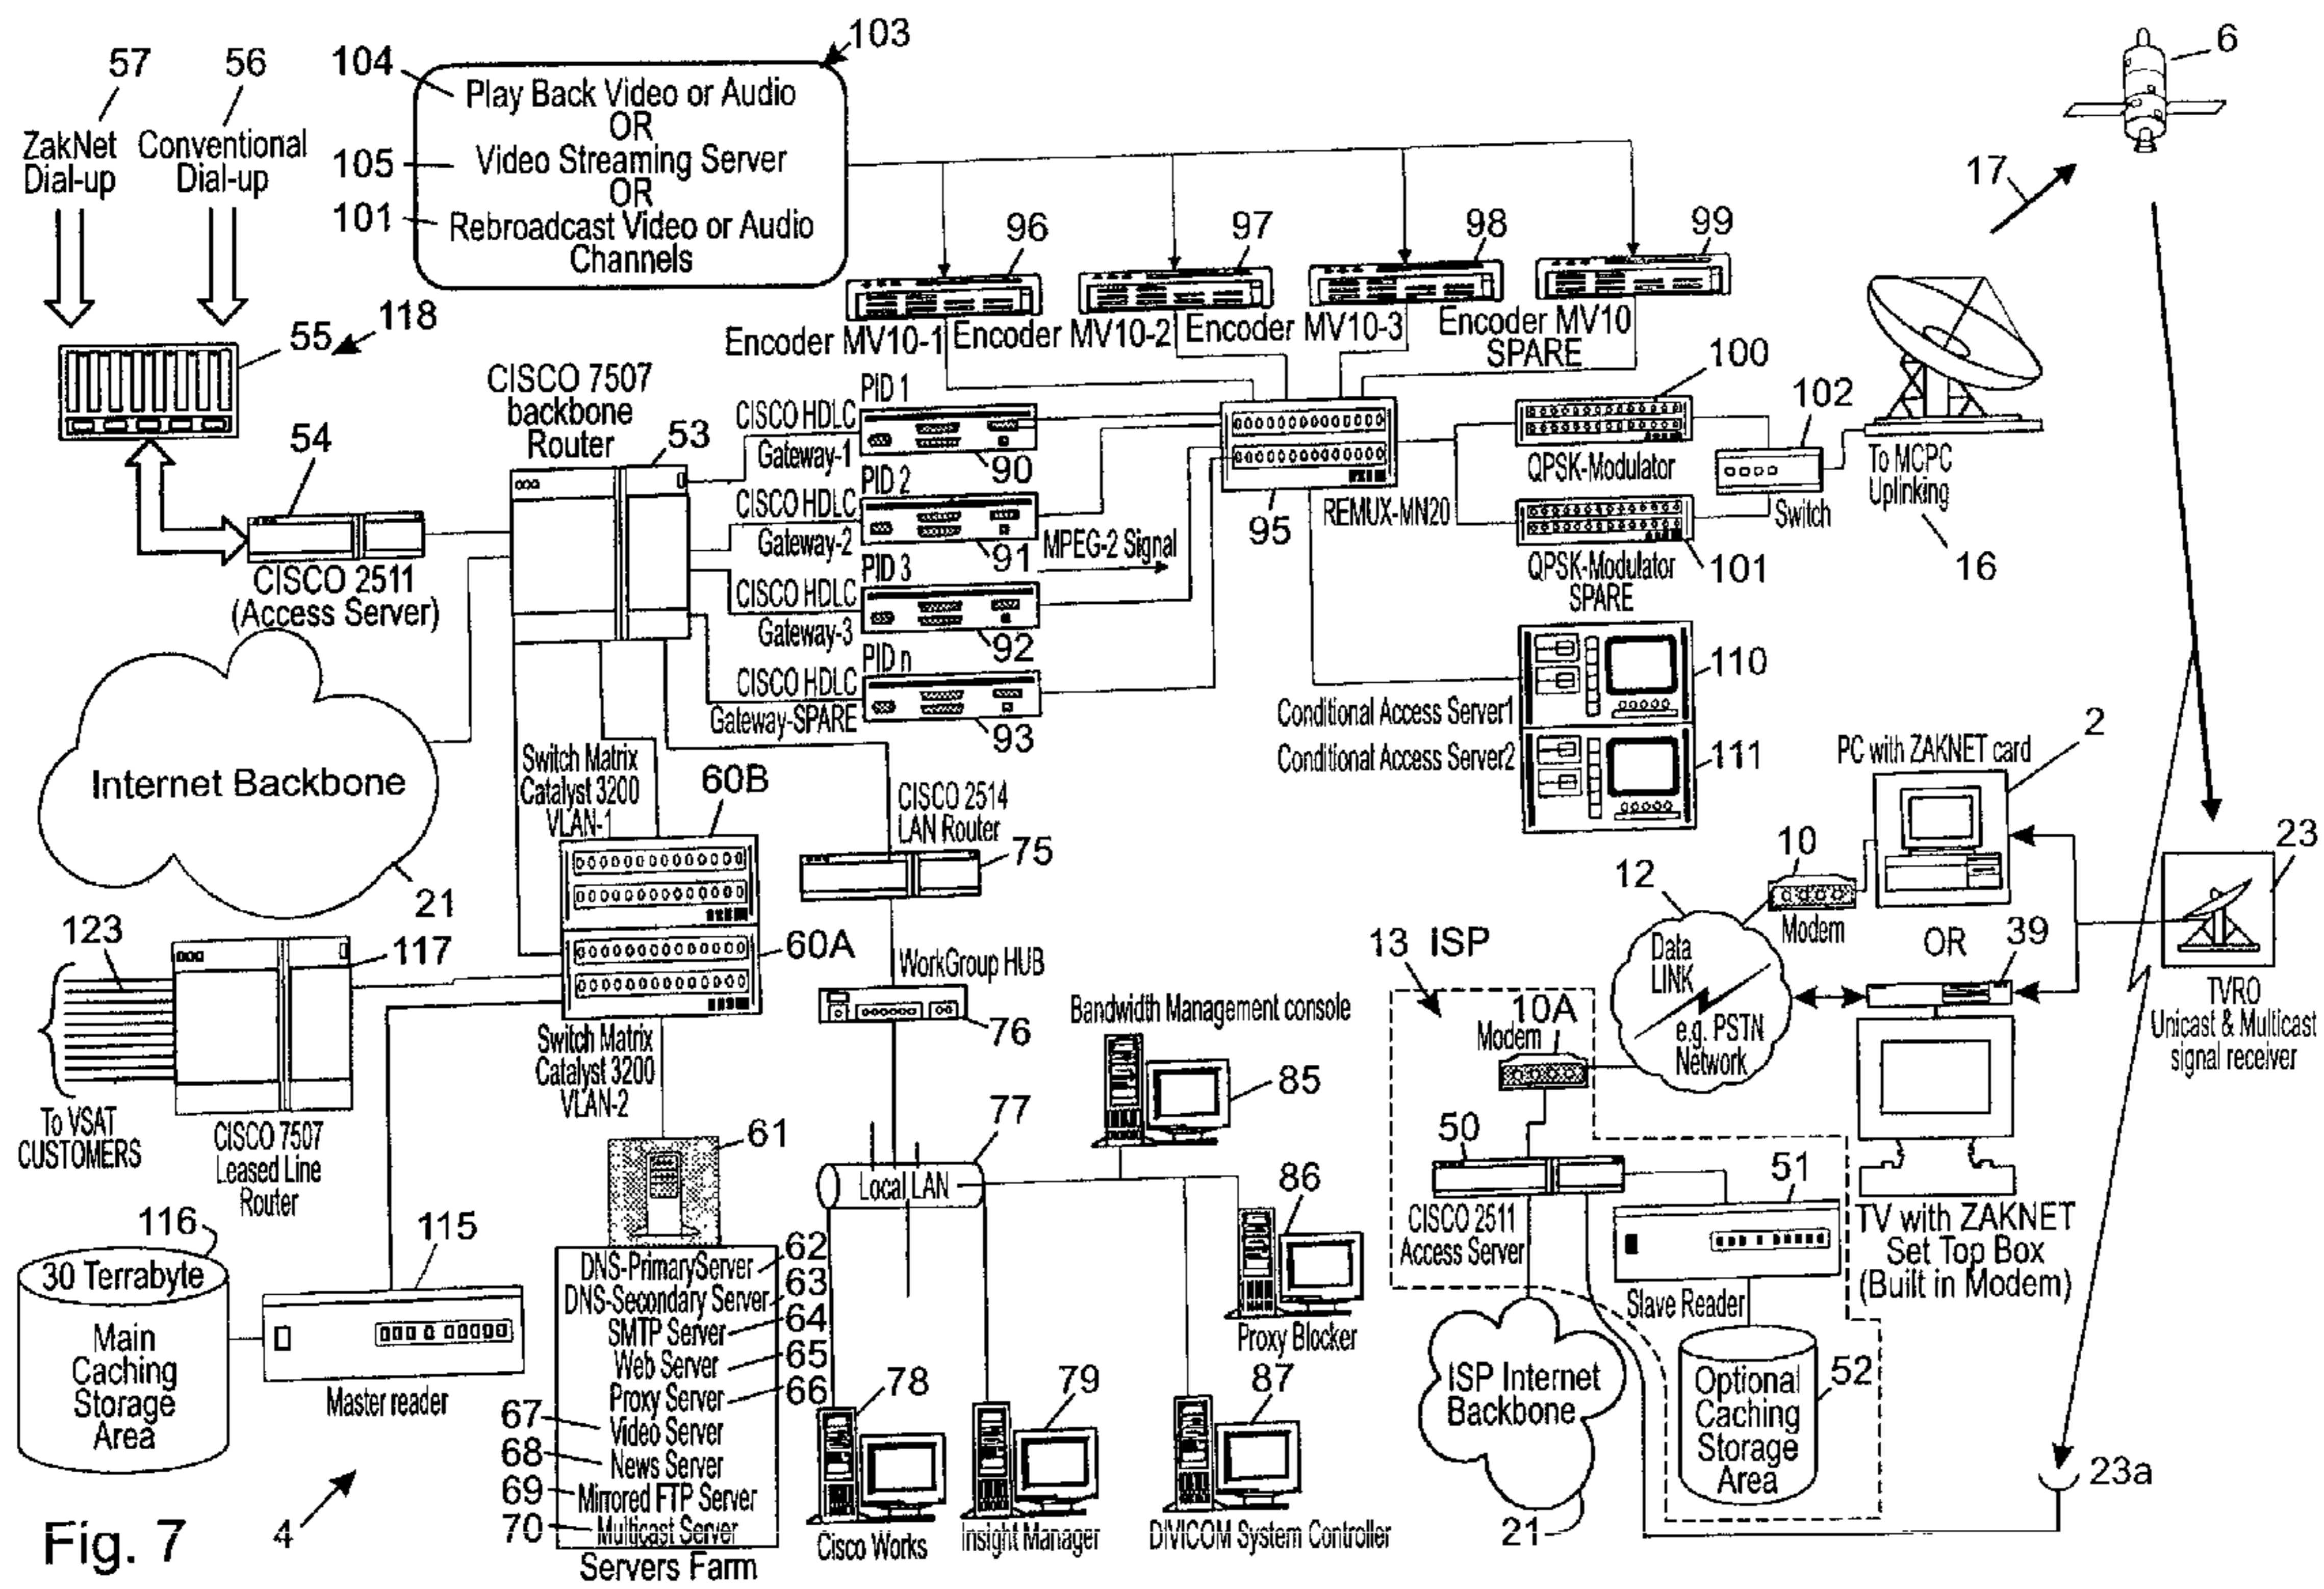 57
56
104
103
ZakNet
Dial-up
Conventional
Dial-up
Play Back Video or Audio
OR
105
Video Streaming Server
OR
101
Rebroadcast Video or Audio
Channels
6
17
96
97
98
99
Encoder MV10-1
Encoder MV10-2
Encoder MV10-3
Encoder MV10
SPARE
55
118
54
CISCO 2511
(Access Server)
CISCO 7507
backbone
Router
53
CISCO HDLC
Gateway-1
PID 1
90
CISCO HDLC
Gateway-2
PID 2
91
MPEG-2 Signal
CISCO HDLC
Gateway-3
PID 3
92
CISCO HDLC
Gateway-SPARE
PID n
93
95
REMUX-MN20
100
QPSK-Modulator
102
Switch
QPSK-Modulator
SPARE
101
To MCPC
Uplinking
16
Conditional Access Server1
110
Conditional Access Server2
111
Internet Backbone
21
Switch Matrix
Catalyst 3200
VLAN-1
60B
60A
Switch Matrix
Catalyst 3200
VLAN-2
CISCO 2514
LAN Router
75
WorkGroup HUB
76
123
117
To VSAT
CUSTOMERS
CISCO 7507
Leased Line
Router
116
30 Terrabyte
Main
Caching
Storage
Area
115
Master reader
61
DNS-PrimaryServer
62
DNS-Secondary Server
63
SMTP Server
64
Web Server
65
Proxy Server
66
67
Video Server
68
News Server
69
Mirrored FTP Server
70
Multicast Server
Servers Farm
77
Local LAN
78
Cisco Works
79
Insight Manager
Bandwidth Management console
85
86
Proxy Blocker
87
DIVICOM System Controller
PC with ZAKNET card
2
10
Modem
12
Data
LINK
e.g. PSTN
Network
OR
39
23
TVRO
Unicast & Multicast
signal receiver
TV with ZAKNET
Set Top Box
(Built in Modem)
13 ISP
10A
Modem
50
CISCO 2511
Access Server
51
Slave Reader
ISP Internet
Backbone
21
Optional
Caching
Storage
Area
52
23a
Fig. 7
4